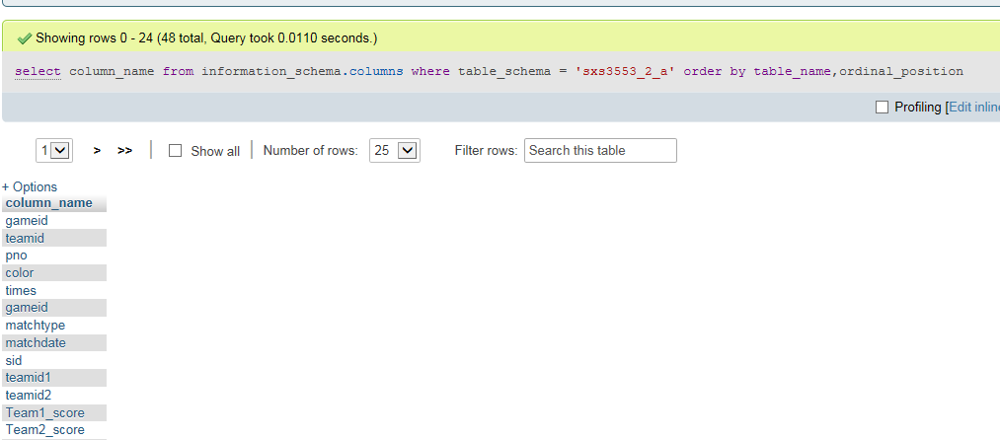 Showing rows 0 - 24 (48 total, Query took 0.0110 seconds.)
select column_name from information_schema.columns where table_schema = 'sxs3553_2_a' order by table_name,ordinal_position
Profiling [Edit inline
1 > >> Show all Number of rows: 25 Filter rows: Search this table
+ Options
column_name
gameid
teamid
pno
color
times
gameid
matchtype
matchdate
sid
teamid1
teamid2
Team1_score
Team2_score